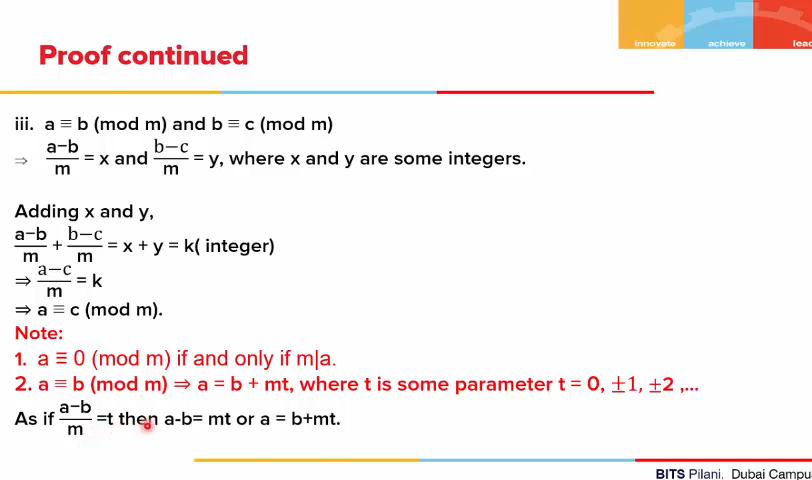 innovate achieve lead
Proof continued
iii. a ≡ b (mod m) and b ≡ c (mod m)
⇒ a−b/m = x and b−c/m = y, where x and y are some integers.
Adding x and y,
a−b/m + b−c/m = x + y = k( integer)
⇒ a−c/m = k
⇒ a ≡ c (mod m).
Note:
1. a ≡ 0 (mod m) if and only if m|a.
2. a ≡ b (mod m) ⇒ a = b + mt, where t is some parameter t = 0, ±1, ±2 ,...
As if a−b/m =t then a-b= mt or a = b+mt.
BITS Pilani, Dubai Campu